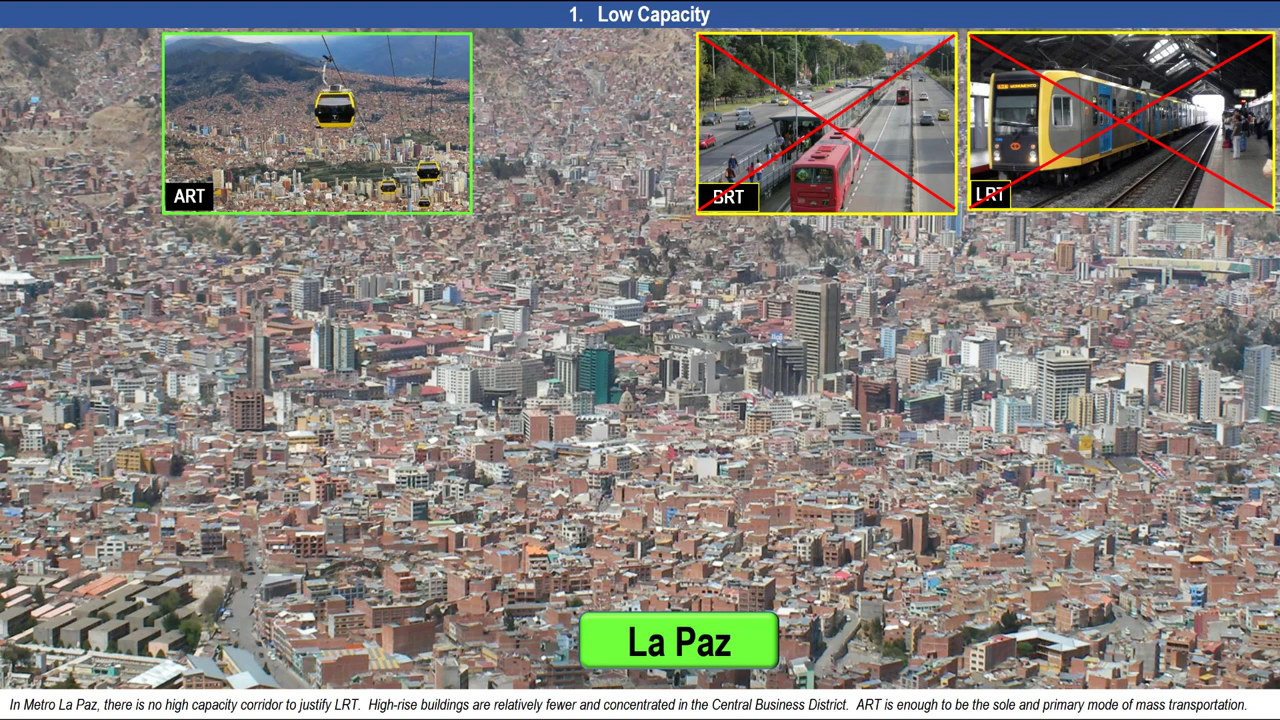 1. Low Capacity
ART
BRT
LRT
La Paz
In Metro La Paz, there is no high capacity corridor to justify LRT. High-rise buildings are relatively fewer and concentrated in the Central Business District. ART is enough to be the sole and primary mode of mass transportation.